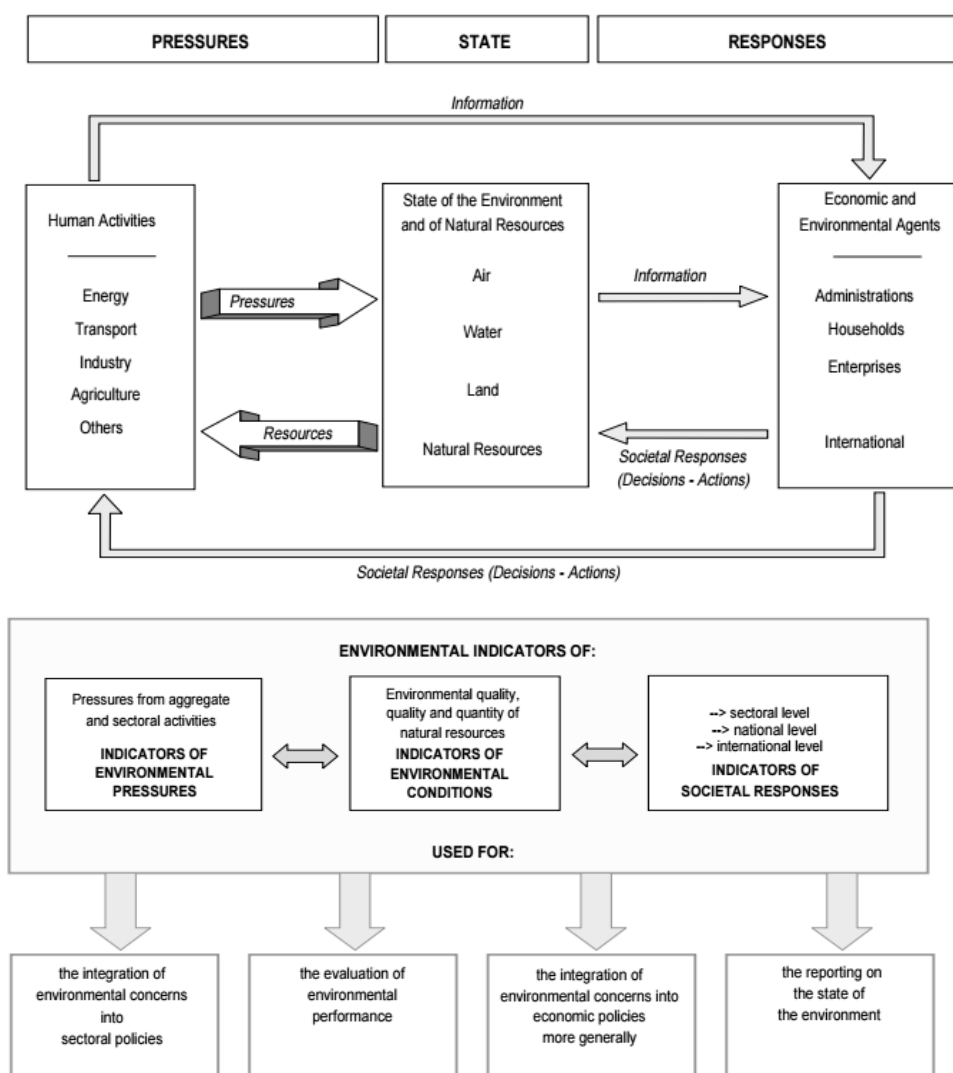 PRESSURES
STATE
RESPONSES
Information
Human Activities
Energy
Transport
Industry
Agriculture
Others
Pressures
Resources
State of the Environment
and of Natural Resources
Air
Water
Land
Natural Resources
Information
Societal Responses
(Decisions - Actions)
Economic and
Environmental Agents
Administrations
Households
Enterprises
International
Societal Responses (Decisions - Actions)
ENVIRONMENTAL INDICATORS OF:
Pressures from aggregate
and sectoral activities
INDICATORS OF
ENVIRONMENTAL
PRESSURES
Environmental quality,
quality and quantity of
natural resources
INDICATORS OF
ENVIRONMENTAL
CONDITIONS
--> sectoral level
--> national level
--> international level
INDICATORS OF
SOCIETAL RESPONSES
USED FOR:
the integration of
environmental concerns
into
sectoral policies
the evaluation of
environmental
performance
the integration of
environmental concerns into
economic policies
more generally
the reporting on
the state of
the environment